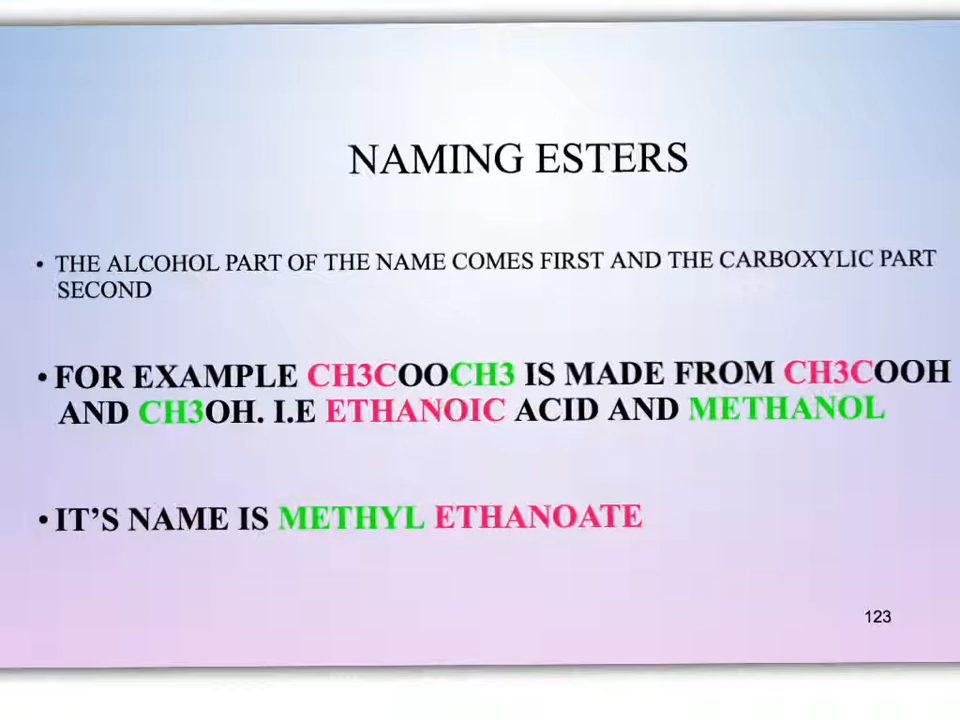 NAMING ESTERS
• THE ALCOHOL PART OF THE NAME COMES FIRST AND THE CARBOXYLIC PART
SECOND
• FOR EXAMPLE CH3COOCH3 IS MADE FROM CH3COOH
AND CH3OH. I.E ETHANOIC ACID AND METHANOL
• IT’S NAME IS METHYL ETHANOATE
123